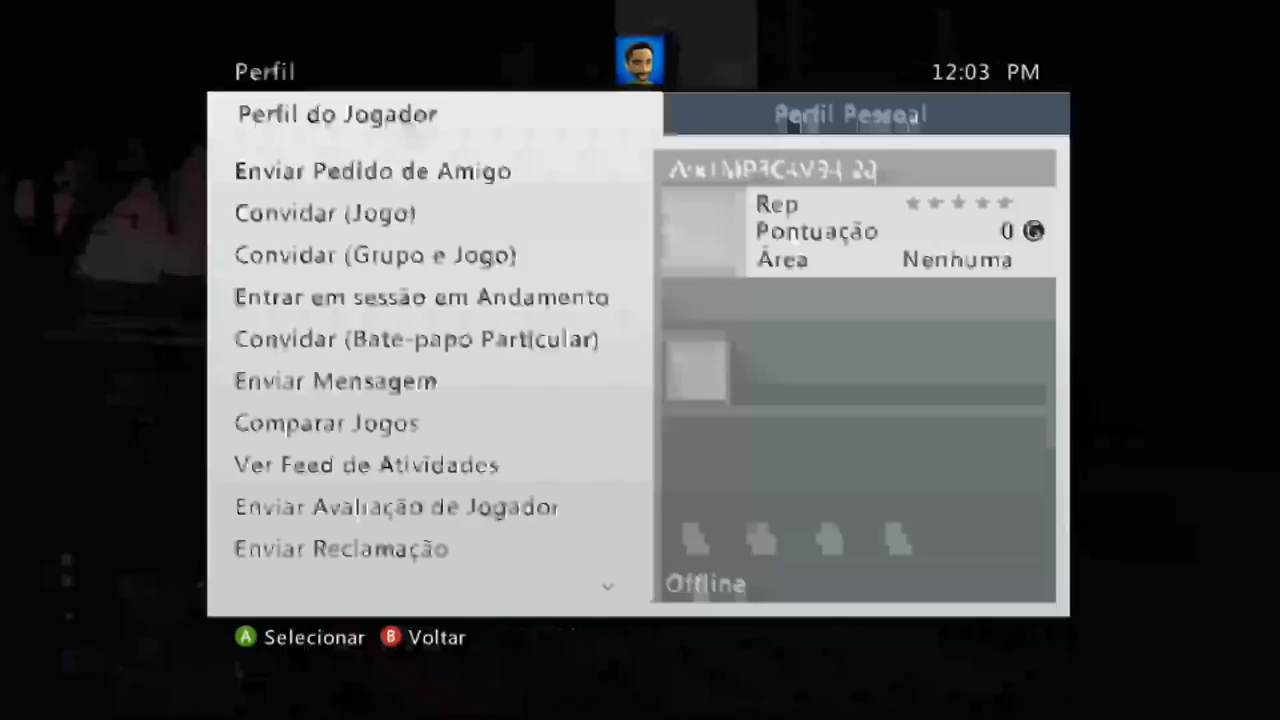 Perfil
12:03 PM
Perfil do Jogador
Perfil Pessoal
Enviar Pedido de Amigo
Convidar (Jogo)
Convidar (Grupo e Jogo)
Entrar em sessão em Andamento
Convidar (Bate-papo Particular)
Enviar Mensagem
Comparar Jogos
Ver Feed de Atividades
Enviar Avaliação de Jogador
Enviar Reclamação
Rep
Pontuação 0 G
Área Nenhuma
Offline
A Selecionar B Voltar